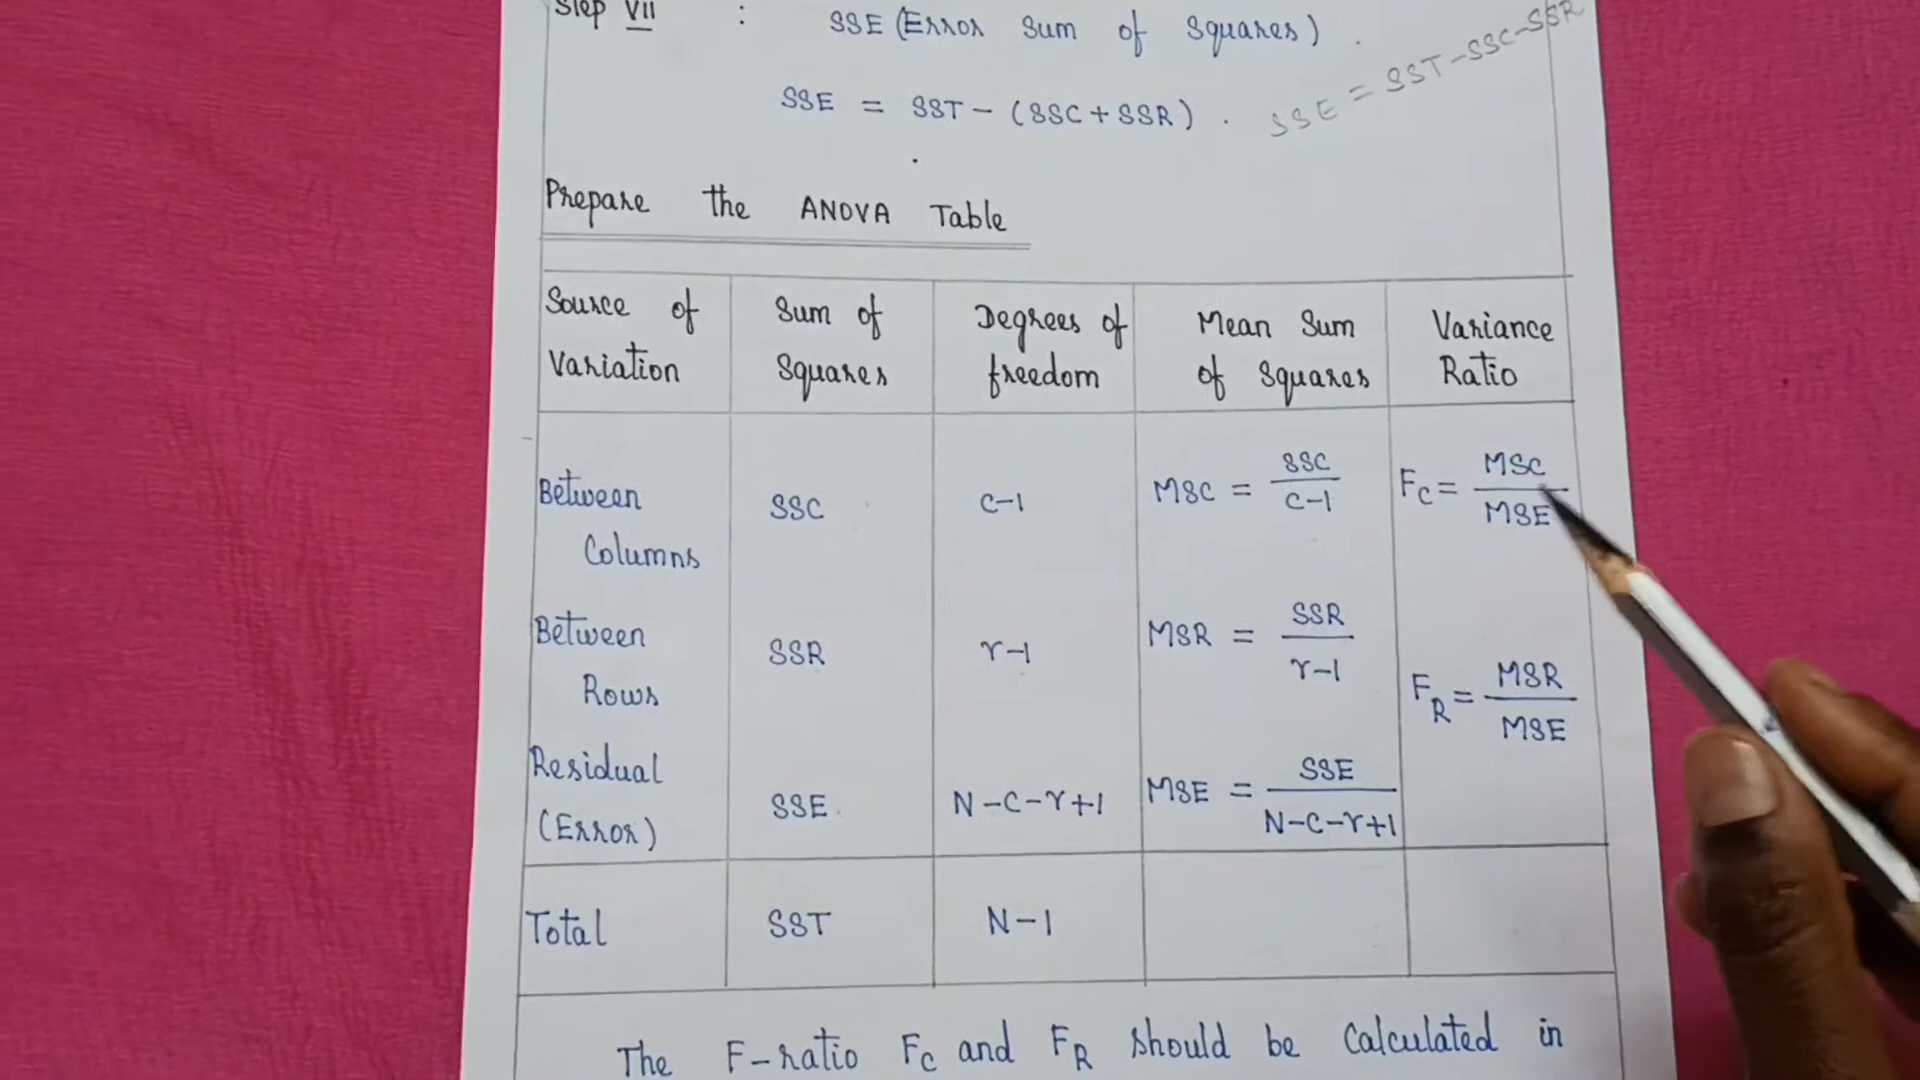 Step VII : SSE (Error Sum of Squares).
SSE = SST - (SSC + SSR).
SSE = SST - SSC - SSR
Prepare the ANOVA Table
Source of Variation
Sum of Squares
Degrees of freedom
Mean Sum of Squares
Variance Ratio
Between Columns
SSC
c-1
MSC = SSC / c-1
FC = MSC / MSE
Between Rows
SSR
r-1
MSR = SSR / r-1
FR = MSR / MSE
Residual (Error)
SSE
N-c-r+1
MSE = SSE / N-c-r+1
Total
SST
N-1
The F-ratio FC and FR should be calculated in